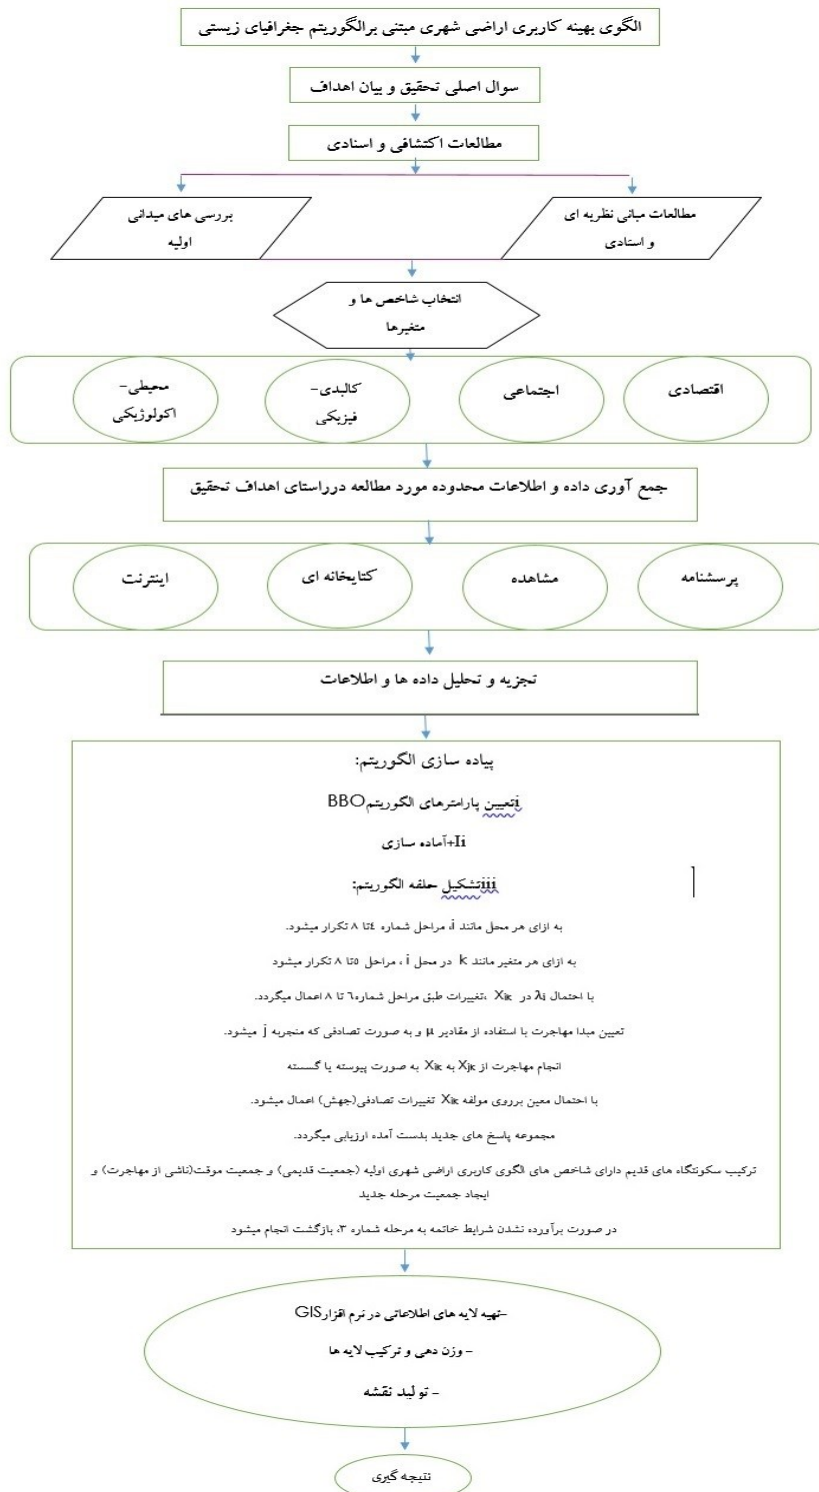 الگوی بهینه کاربری اراضی شهری مبتنی برالگوریتم جغرافیای زیستی
سوال اصلی تحقیق و بیان اهداف
مطالعات اکتشافی و اسنادی
مطالعات مبانی نظریه ای
و اسنادی
بررسی های میدانی
اولیه
انتخاب شاخص ها و
متغیرها
اقتصادی
اجتماعی
کالبدی-
فیزیکی
محیطی-
اکولوژیکی
جمع آوری داده و اطلاعات محدوده مورد مطالعه درراستای اهداف تحقیق
پرسشنامه
مشاهده
کتابخانه ای
اینترنت
تجزیه و تحلیل داده ها و اطلاعات
پیاده سازی الگوریتم:
iتعیین پارامترهای الگوریتمBBO
Ii+آماده سازی
iiiتشکیل حلقه الگوریتم:
به ازای هر محل مانند i، مراحل شماره ٤تا ٨ تکرار میشود.
به ازای هر متغیر مانند k در محل i ، مراحل ٥تا ٨ تکرار میشود
با احتمال λi در Xik ،تغییرات طبق مراحل شماره٦ تا ٨ اعمال میگردد.
تعیین مبدا مهاجرت با استفاده از مقادیر µ و به صورت تصادفی که منجربه j میشود.
انجام مهاجرت از Xjk به Xik به صورت پیوسته یا گسسته
با احتمال معین برروی مولفه Xik تغییرات تصادفی(جهش) اعمال میشود.
مجموعه پاسخ های جدید بدست آمده ارزیابی میگردد.
ترکیب سکونتگاه های قدیم دارای شاخص های الگوی کاربری اراضی شهری اولیه (جمعیت قدیمی) و جمعیت موقت(ناشی از مهاجرت) و
ایجاد جمعیت مرحله جدید
در صورت برآورده نشدن شرایط خاتمه به مرحله شماره ۳، بازگشت انجام میشود
-تهیه لایه های اطلاعاتی در نرم افزارGIS
- وزن دهی و ترکیب لایه ها
- تولید نقشه
نتیجه گیری